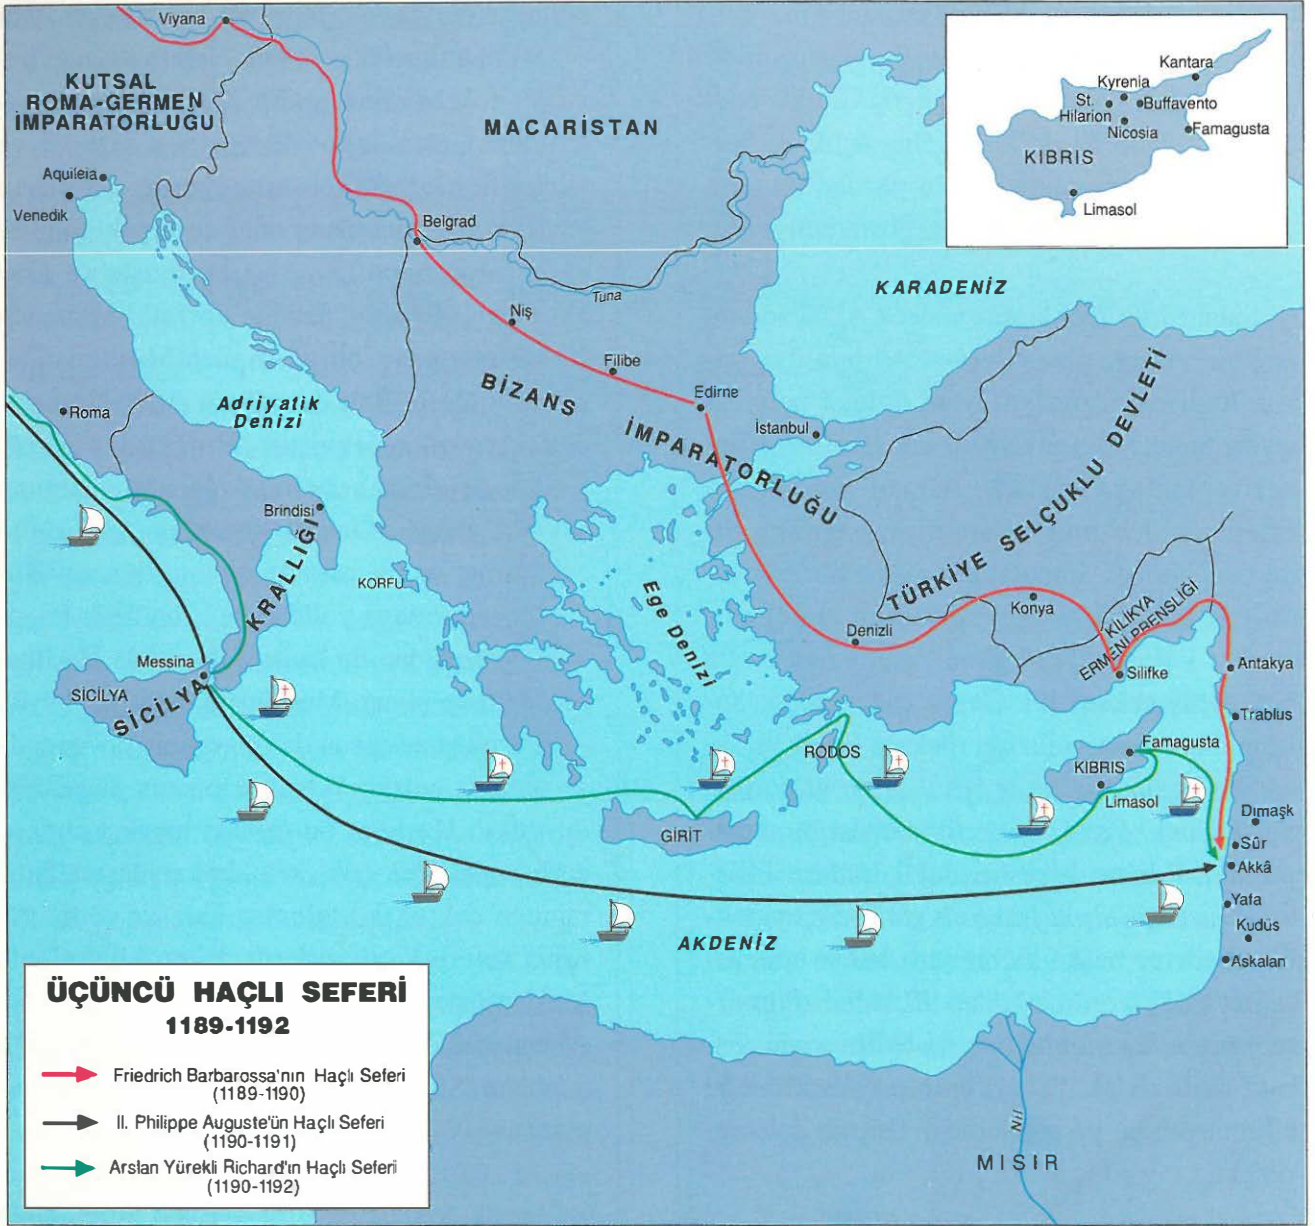 Viyana
KUTSAL
ROMA-GERMEN
İMPARATORLUĞU
MACARİSTAN
Aquileia
Venedik
Belgrad
Tuna
Niş
Filibe
Edirne
İstanbul
KARADENİZ
BİZANS
İMPARATORLUĞU
TÜRKİYE SELÇUKLU DEVLETİ
Roma
Adriyatik
Denizi
Brindisi
KORFU
Ege Denizi
SİCİLYA
KRALLIĞI
Messina
SİCİLYA
Denizli
Konya
KİLİKYA
ERMENİ PRENSLİĞİ
Silifke
Antakya
Trablus
RODOS
GİRİT
Famagusta
KIBRIS
Limasol
Dımaşk
Sûr
Akkâ
Yafa
Kudüs
Askalan
AKDENİZ
Nil
MISIR
Kantara
Kyrenia
St.
Hilarion
Buffavento
Nicosia
Famagusta
KIBRIS
Limasol
ÜÇÜNCÜ HAÇLI SEFERİ
1189-1192
Friedrich Barbarossa'nın Haçlı Seferi
(1189-1190)
II. Philippe Auguste'ün Haçlı Seferi
(1190-1191)
Arslan Yürekli Richard'ın Haçlı Seferi
(1190-1192)